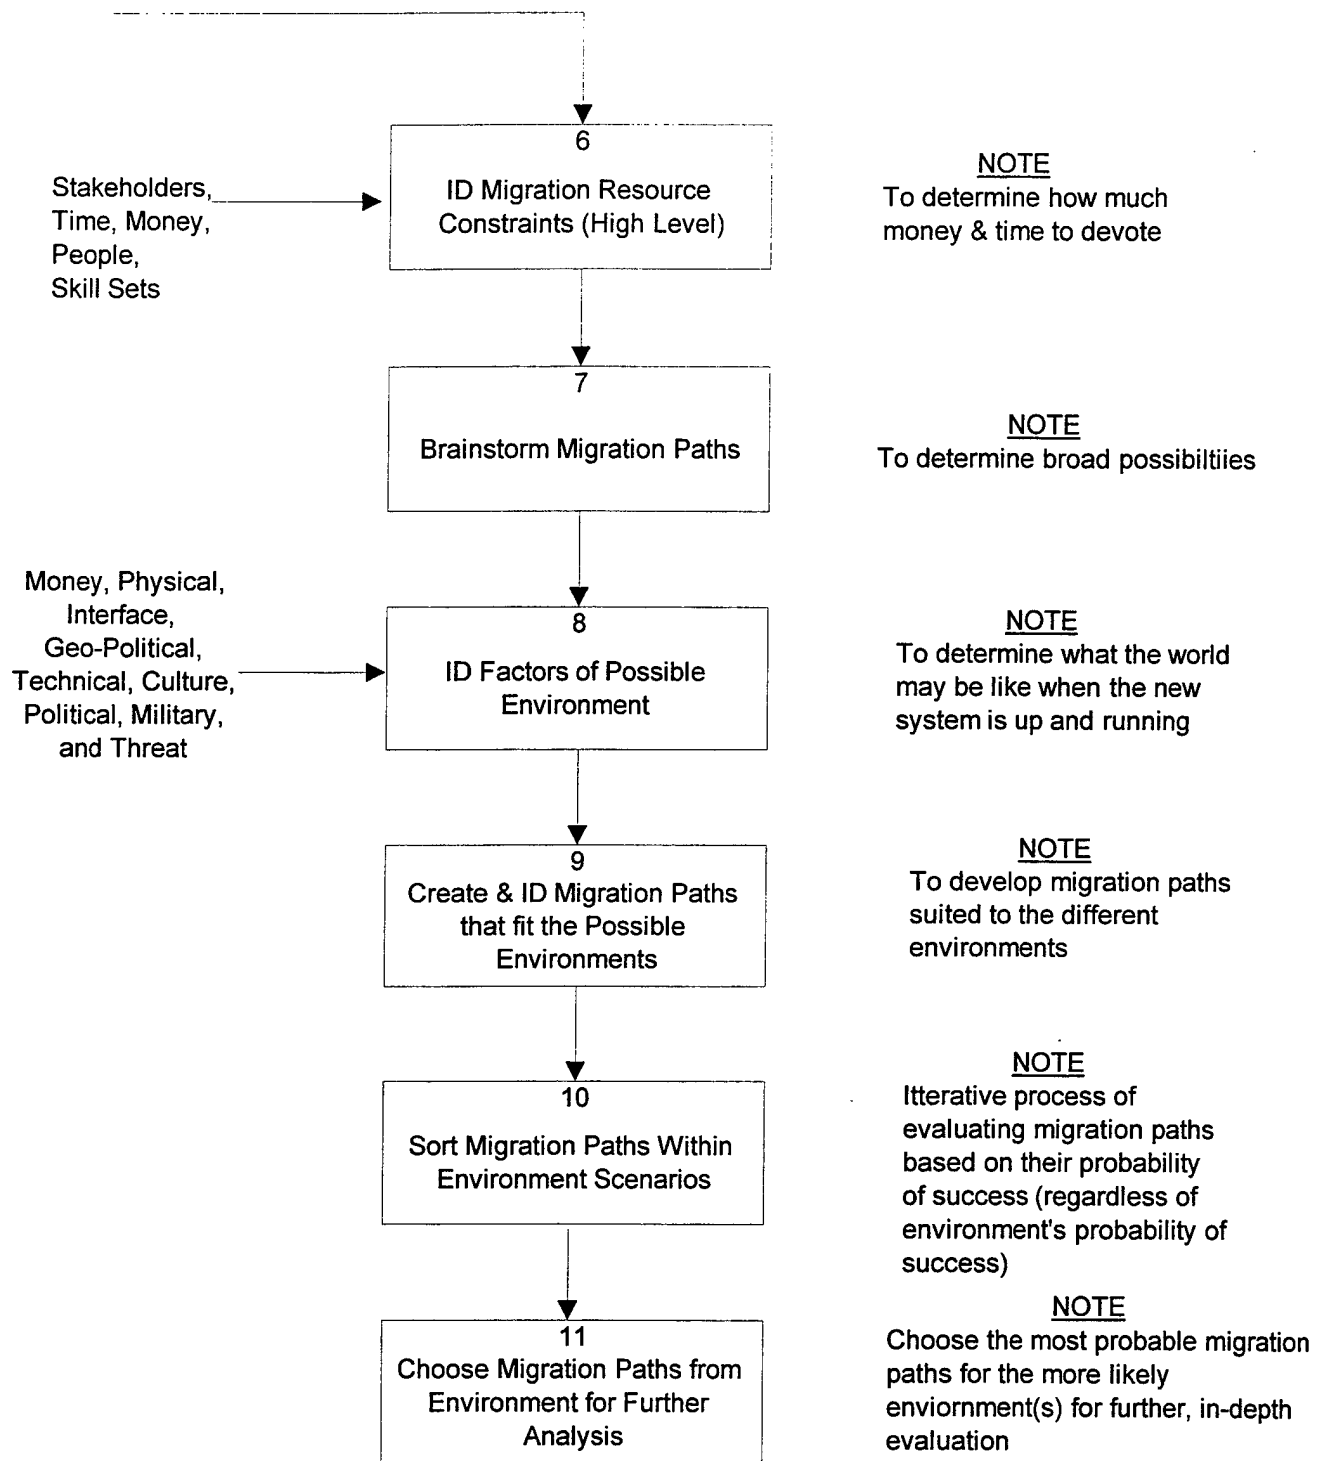 6
ID Migration Resource
Constraints (High Level)
Stakeholders,
Time, Money,
People,
Skill Sets
NOTE
To determine how much
money & time to devote
7
Brainstorm Migration Paths
NOTE
To determine broad possibiltiies
Money, Physical,
Interface,
Geo-Political,
Technical, Culture,
Political, Military,
and Threat
8
ID Factors of Possible
Environment
NOTE
To determine what the world
may be like when the new
system is up and running
9
Create & ID Migration Paths
that fit the Possible
Environments
NOTE
To develop migration paths
suited to the different
environments
10
Sort Migration Paths Within
Environment Scenarios
NOTE
Itterative process of
evaluating migration paths
based on their probability
of success (regardless of
environment's probability of
success)
11
Choose Migration Paths from
Environment for Further
Analysis
NOTE
Choose the most probable migration
paths for the more likely
enviornment(s) for further, in-depth
evaluation